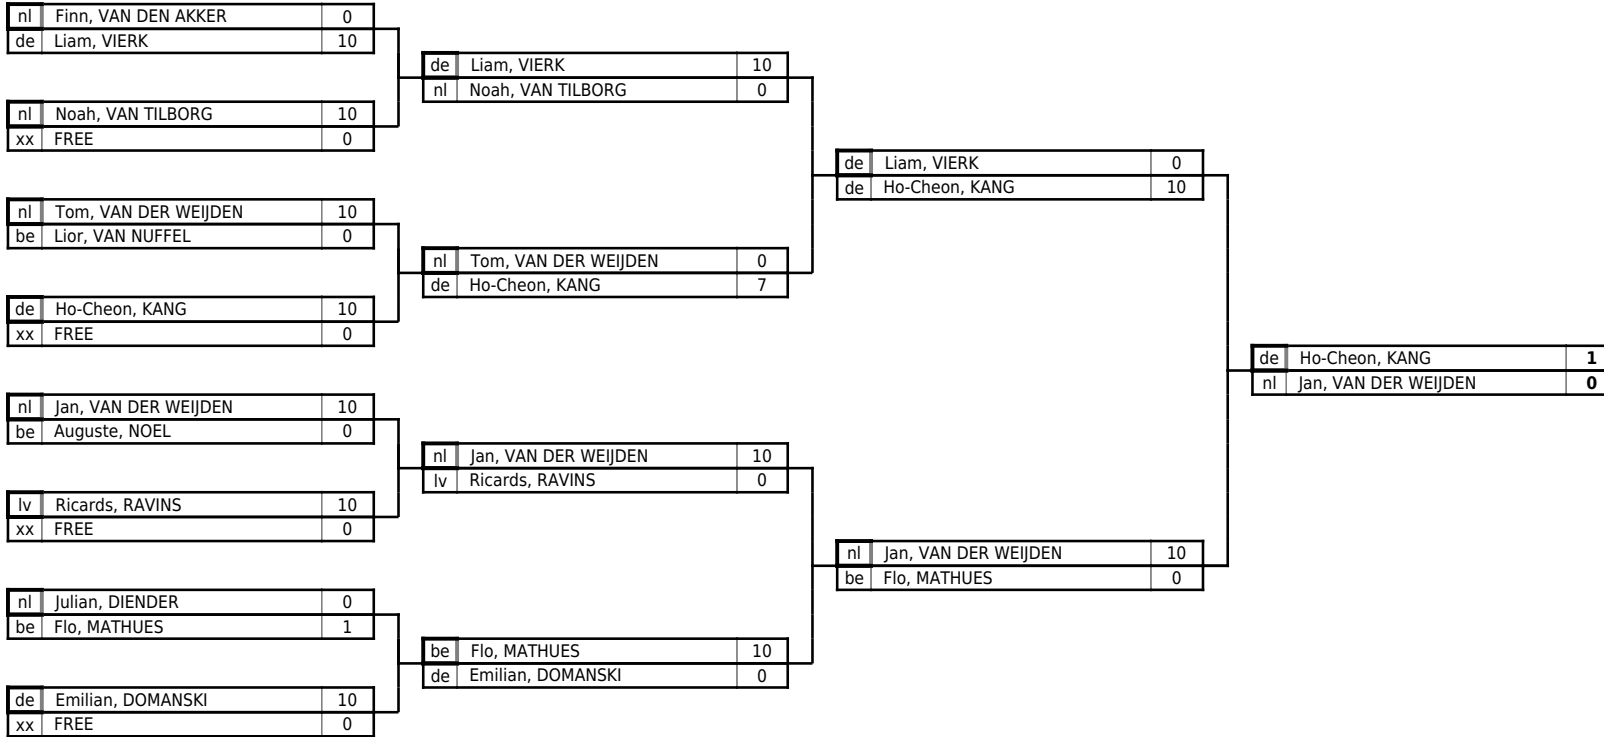 nl Finn, VAN DEN AKKER 0
de Liam, VIERK 10
nl Noah, VAN TILBORG 10
xx FREE 0
nl Tom, VAN DER WEIJDEN 10
be Lior, VAN NUFFEL 0
de Ho-Cheon, KANG 10
xx FREE 0
nl Jan, VAN DER WEIJDEN 10
be Auguste, NOEL 0
lv Ricards, RAVINS 10
xx FREE 0
nl Julian, DIENDER 0
be Flo, MATHUES 1
de Emilian, DOMANSKI 10
xx FREE 0
de Liam, VIERK 10
nl Noah, VAN TILBORG 0
nl Tom, VAN DER WEIJDEN 0
de Ho-Cheon, KANG 7
nl Jan, VAN DER WEIJDEN 10
lv Ricards, RAVINS 0
be Flo, MATHUES 10
de Emilian, DOMANSKI 0
de Liam, VIERK 0
de Ho-Cheon, KANG 10
nl Jan, VAN DER WEIJDEN 10
be Flo, MATHUES 0
de Ho-Cheon, KANG 1
nl Jan, VAN DER WEIJDEN 0